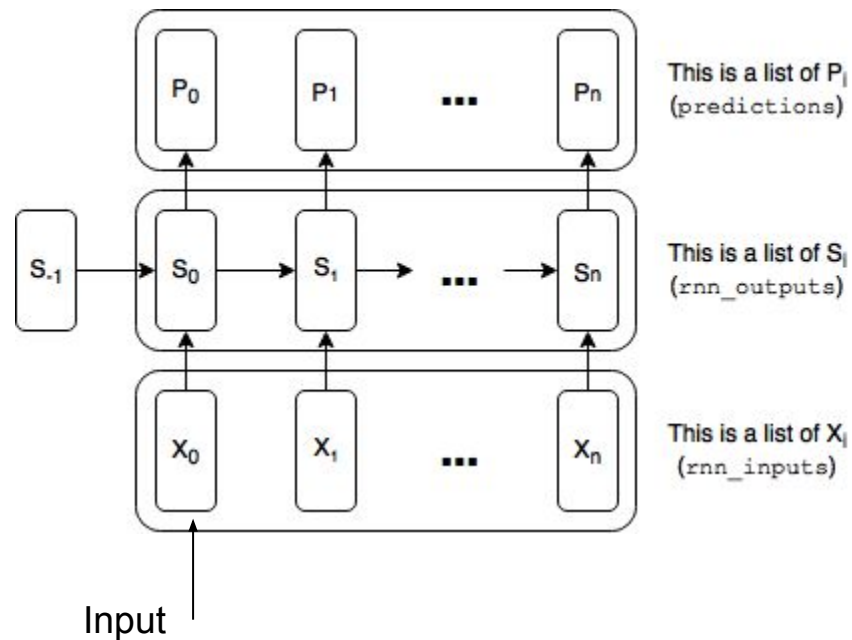 P₀ P₁ ... Pₙ
This is a list of Pᵢ
(predictions)
S₋₁ S₀ S₁ ... Sₙ
This is a list of Sᵢ
(rnn_outputs)
X₀ X₁ ... Xₙ
This is a list of Xᵢ
(rnn_inputs)
Input